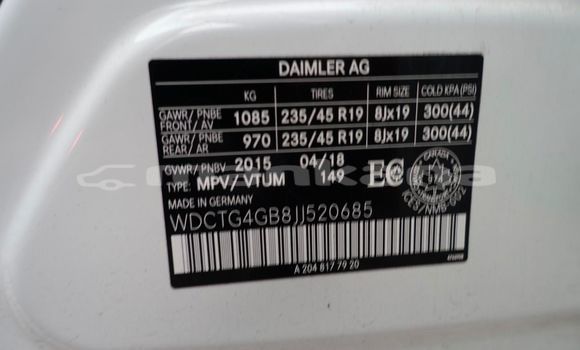 DAIMLER AG
KG TIRES RIM SIZE COLD KPA (PSI)
GAWR/ PNBE FRONT/ AV 1085 235/45 R19 8Jx19 300(44)
GAWR/ PNBE REAR/ AR 970 235/45 R19 8Jx19 300(44)
GVWR/ PNBV 2015 04/18
TYPE: MPV/VTUM 149 EC CANADA
MADE IN GERMANY
WDCTG4GB8JJ520685
A 204 817 79 20